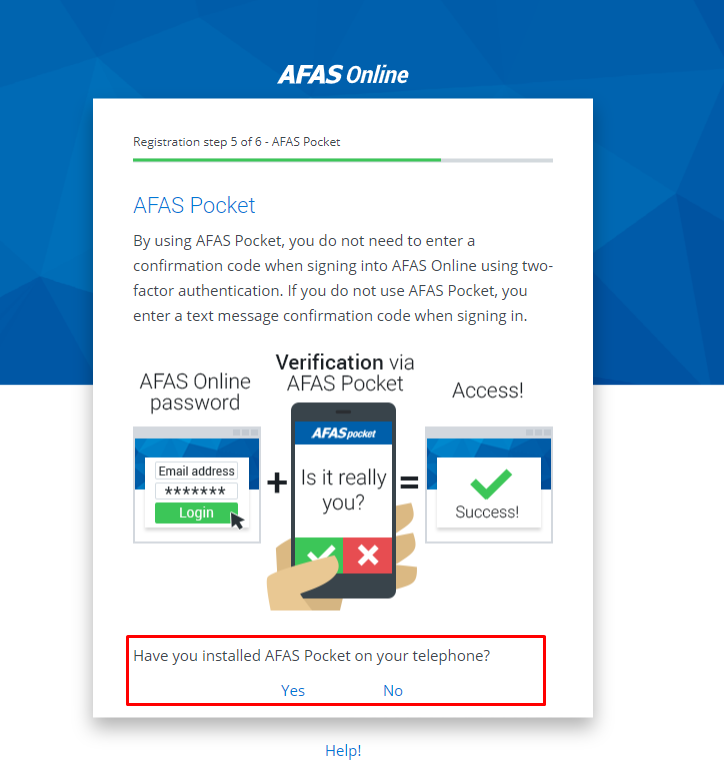 AFAS Online
Registration step 5 of 6 - AFAS Pocket
AFAS Pocket
By using AFAS Pocket, you do not need to enter a
confirmation code when signing into AFAS Online using two-
factor authentication. If you do not use AFAS Pocket, you
enter a text message confirmation code when signing in.
AFAS Online
password
Verification via
AFAS Pocket
Access!
Email address
*******
Login
+
AFAS pocket
Is it really
you?
=
Success!
Have you installed AFAS Pocket on your telephone?
Yes No
Help!